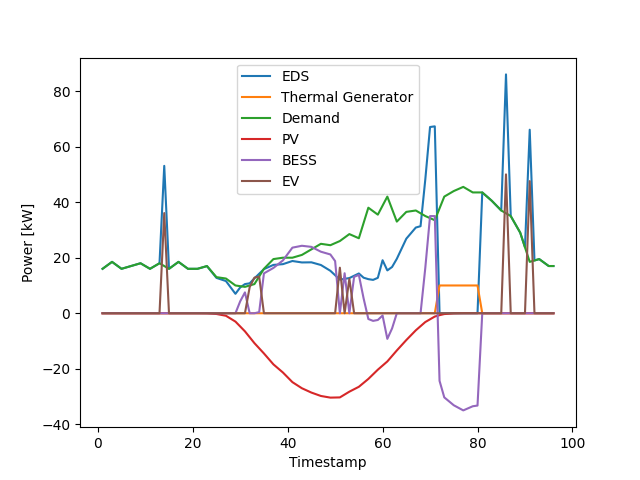 EDS
Thermal Generator
Demand
PV
BESS
EV
Power [kW]
80
60
40
20
0
−20
−40
0 20 40 60 80 100
Timestamp